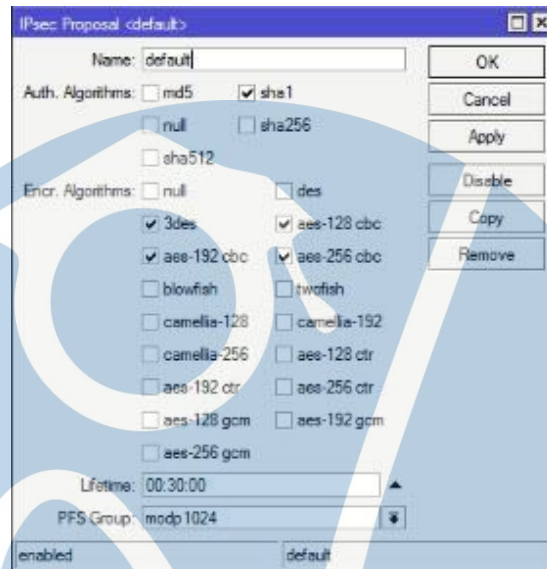 IPsec Proposal <default>
Name: default
OK
Auth. Algorithms: md5 sha1
Cancel
null sha256
Apply
sha512
Encr. Algorithms: null des
Disable
3des aes-128 cbc
Copy
aes-192 cbc aes-256 cbc
Remove
blowfish twofish
camellia-128 camellia-192
camellia-256 aes-128 ctr
aes-192 ctr aes-256 ctr
aes-128 gcm aes-192 gcm
aes-256 gcm
Lifetime: 00:30:00
PFS Group: modp1024
enabled default